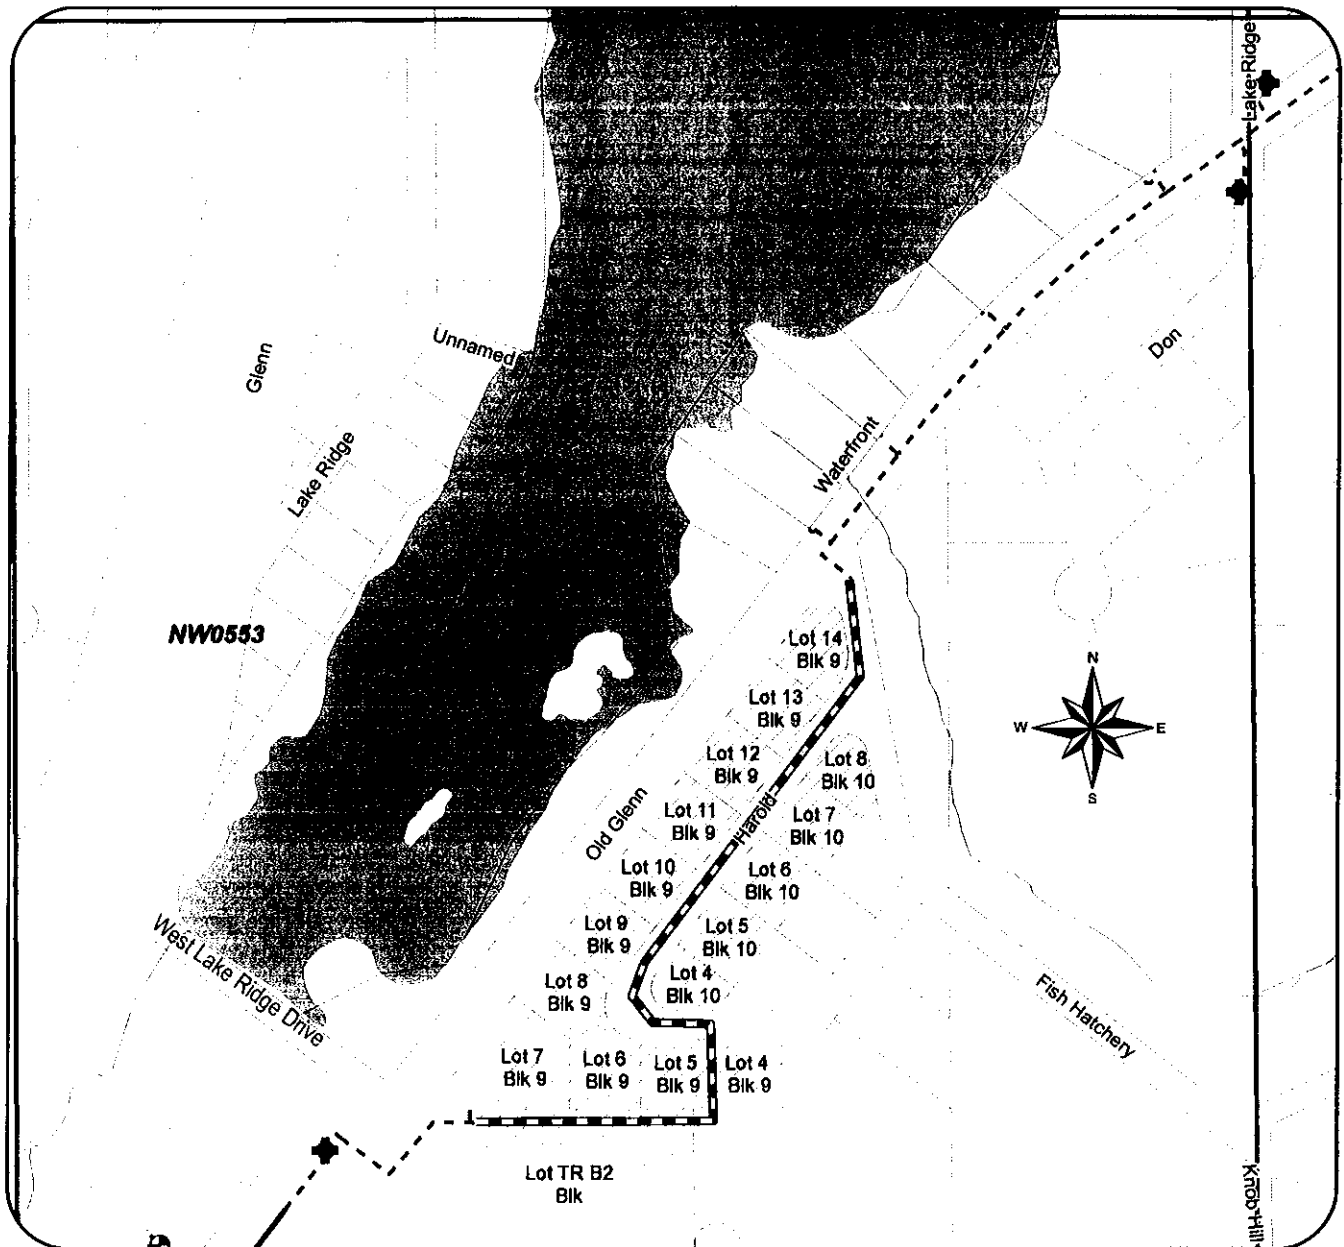 Lake Ridge
Unnamed
Glenn
Don
Lake Ridge
Waterfront
NW0553
Lot 14
Blk 9
N
W
E
S
Lot 13
Blk 9
Lot 12
Blk 9
Lot 8
Blk 10
Old Glenn
Lot 11
Blk 9
Harold
Lot 7
Blk 10
Lot 10
Blk 9
Lot 6
Blk 10
Lot 9
Blk 9
Lot 5
Blk 10
West Lake Ridge Drive
Lot 8
Blk 9
Lot 4
Blk 10
Fish Hatchery
Lot 7
Blk 9
Lot 6
Blk 9
Lot 5
Blk 9
Lot 4
Blk 9
Lot TR B2
Blk
Knob Hill